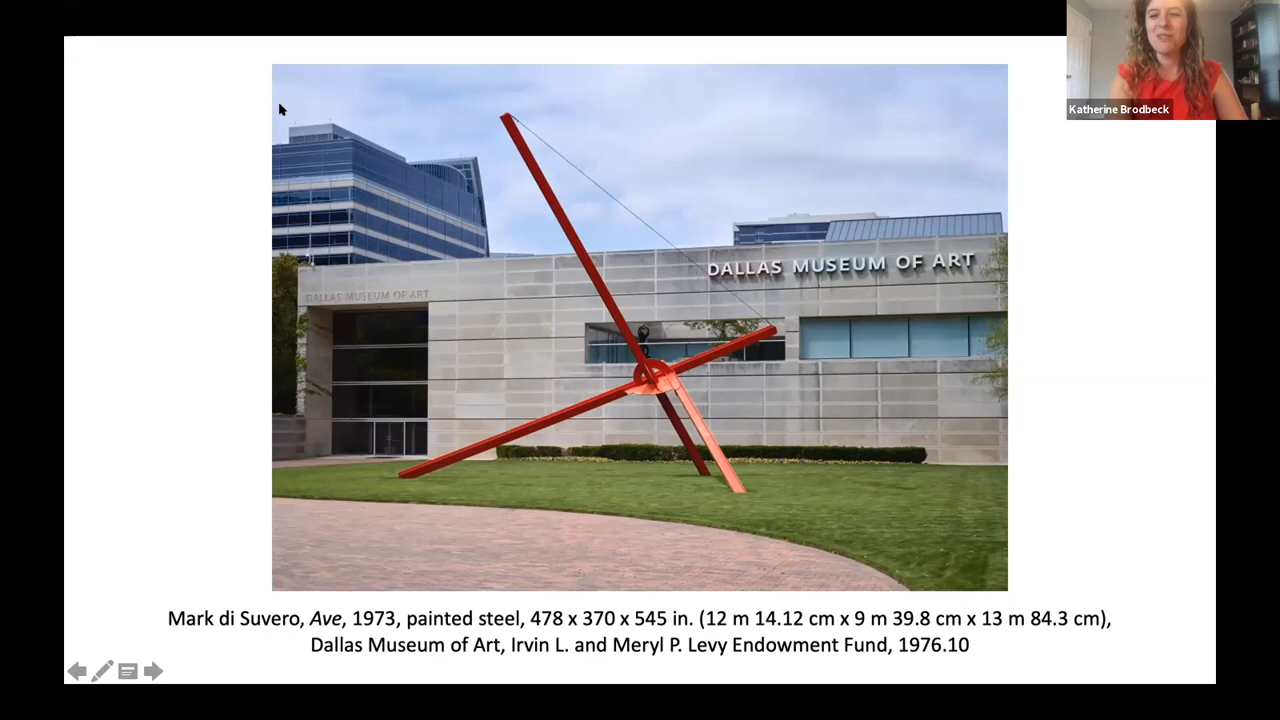 Katherine Brodbeck
DALLAS MUSEUM OF ART
DALLAS MUSEUM OF ART
Mark di Suvero, Ave, 1973, painted steel, 478 x 370 x 545 in. (12 m 14.12 cm x 9 m 39.8 cm x 13 m 84.3 cm),
Dallas Museum of Art, Irvin L. and Meryl P. Levy Endowment Fund, 1976.10